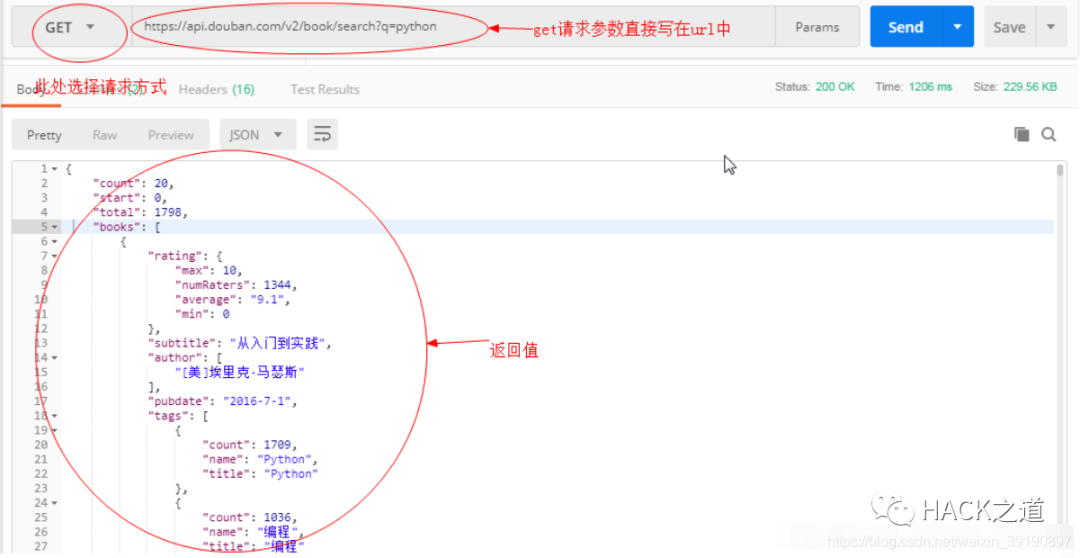 GET https://api.douban.com/v2/book/search?q=python get请求参数直接写在url中 Params Send Save
此处选择请求方式
Body (2) Headers (16) Test Results Status: 200 OK Time: 1206 ms Size: 229.56 KB
Pretty Raw Preview JSON
1 {
2 "count": 20,
3 "start": 0,
4 "total": 1798,
5 "books": [
6 {
7 "rating": {
8 "max": 10,
9 "numRaters": 1344,
10 "average": "9.1",
11 "min": 0
12 },
13 "subtitle": "从入门到实践",
返回值
14 "author": [
15 "[美]埃里克·马瑟斯"
16 ],
17 "pubdate": "2016-7-1",
18 "tags": [
19 {
20 "count": 1709,
21 "name": "Python",
22 "title": "Python"
23 },
24 {
25 "count": 1036,
26 "name": "编程",
27 "title": "编程"
HACK之道
https://blog.csdn.net/weixin_39190897